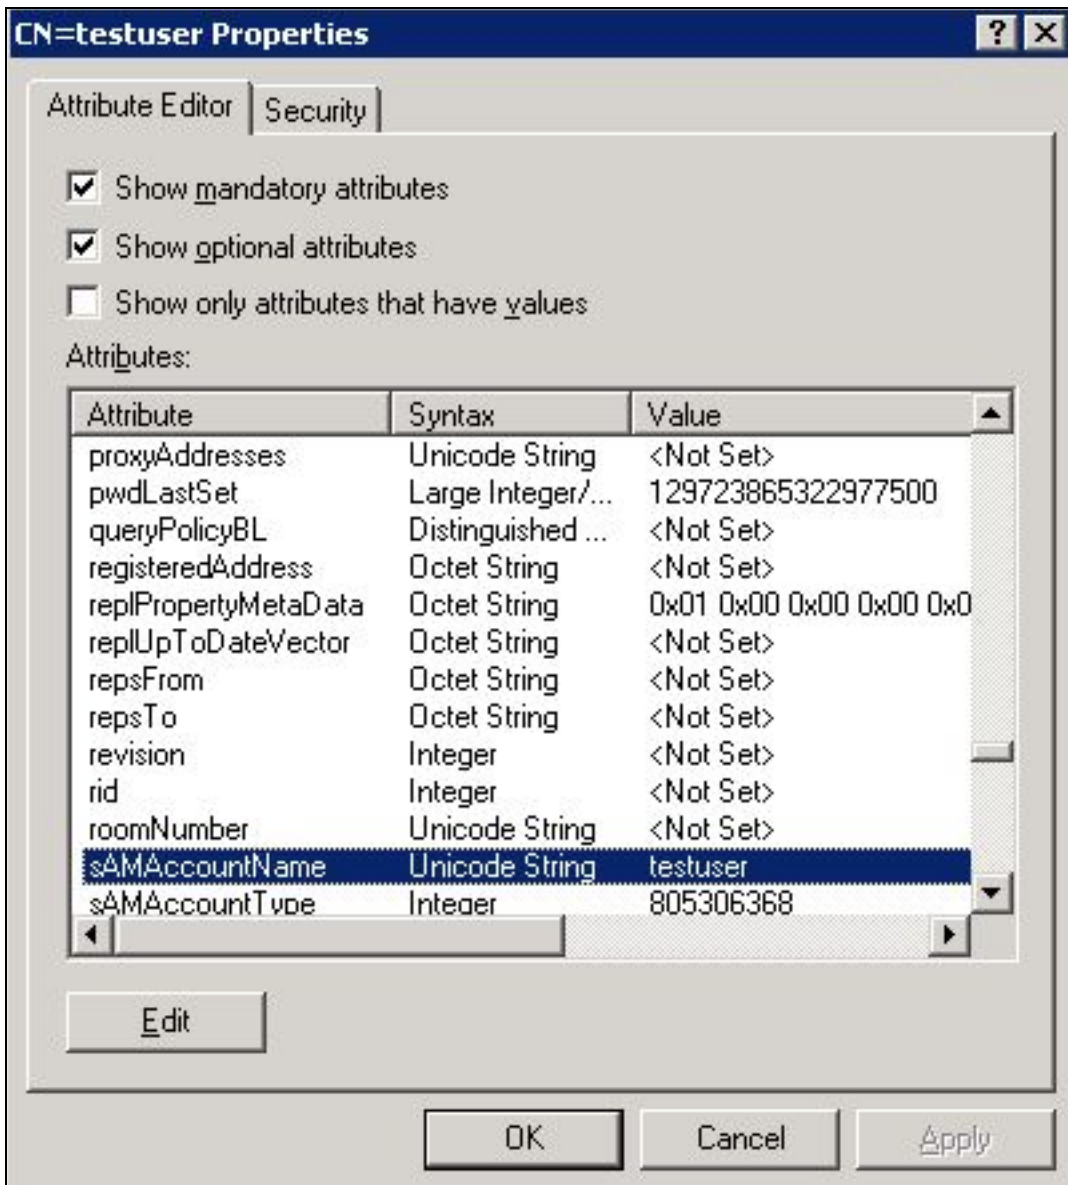 CN=testuser Properties
Attribute Editor Security
Show mandatory attributes
Show optional attributes
Show only attributes that have values
Attributes:
Attribute Syntax Value
proxyAddresses Unicode String <Not Set>
pwdLastSet Large Integer/... 129723865322977500
queryPolicyBL Distinguished ... <Not Set>
registeredAddress Octet String <Not Set>
replPropertyMetaData Octet String 0x01 0x00 0x00 0x00 0x0
replUpToDateVector Octet String <Not Set>
repsFrom Octet String <Not Set>
repsTo Octet String <Not Set>
revision Integer <Not Set>
rid Integer <Not Set>
roomNumber Unicode String <Not Set>
sAMAccountName Unicode String testuser
sAMAccountType Integer 805306368
Edit
OK Cancel Apply